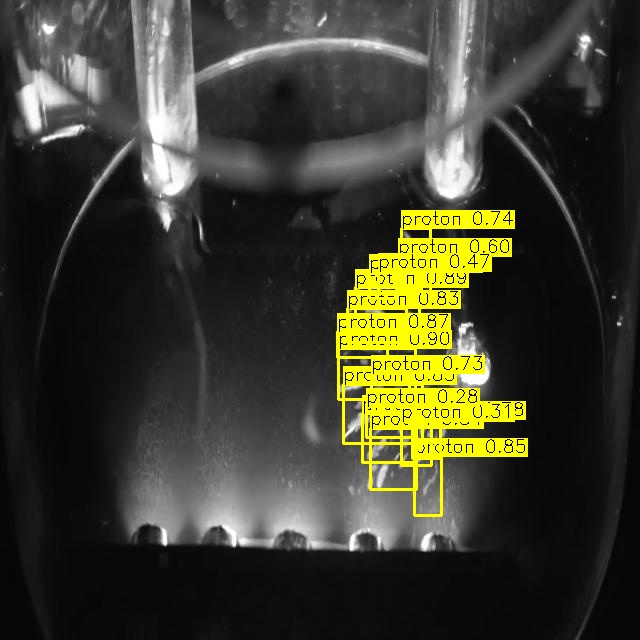 proton 0.74
proton 0.60
proton 0.47
proton 0.89
proton 0.83
proton 0.87
proton 0.90
proton 0.73
proton 0.28
proton 0.85